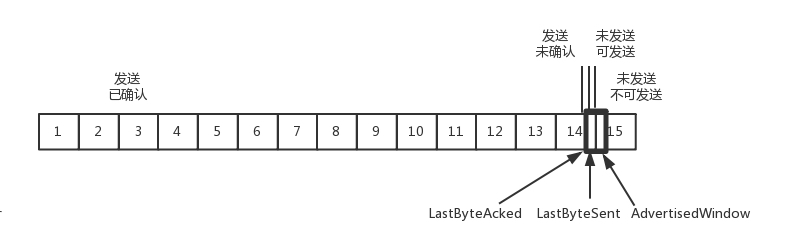 发送
未确认
未发送
可发送
发送
已确认
未发送
不可发送
1 2 3 4 5 6 7 8 9 10 11 12 13 14 15
LastByteAcked LastByteSent AdvertisedWindow